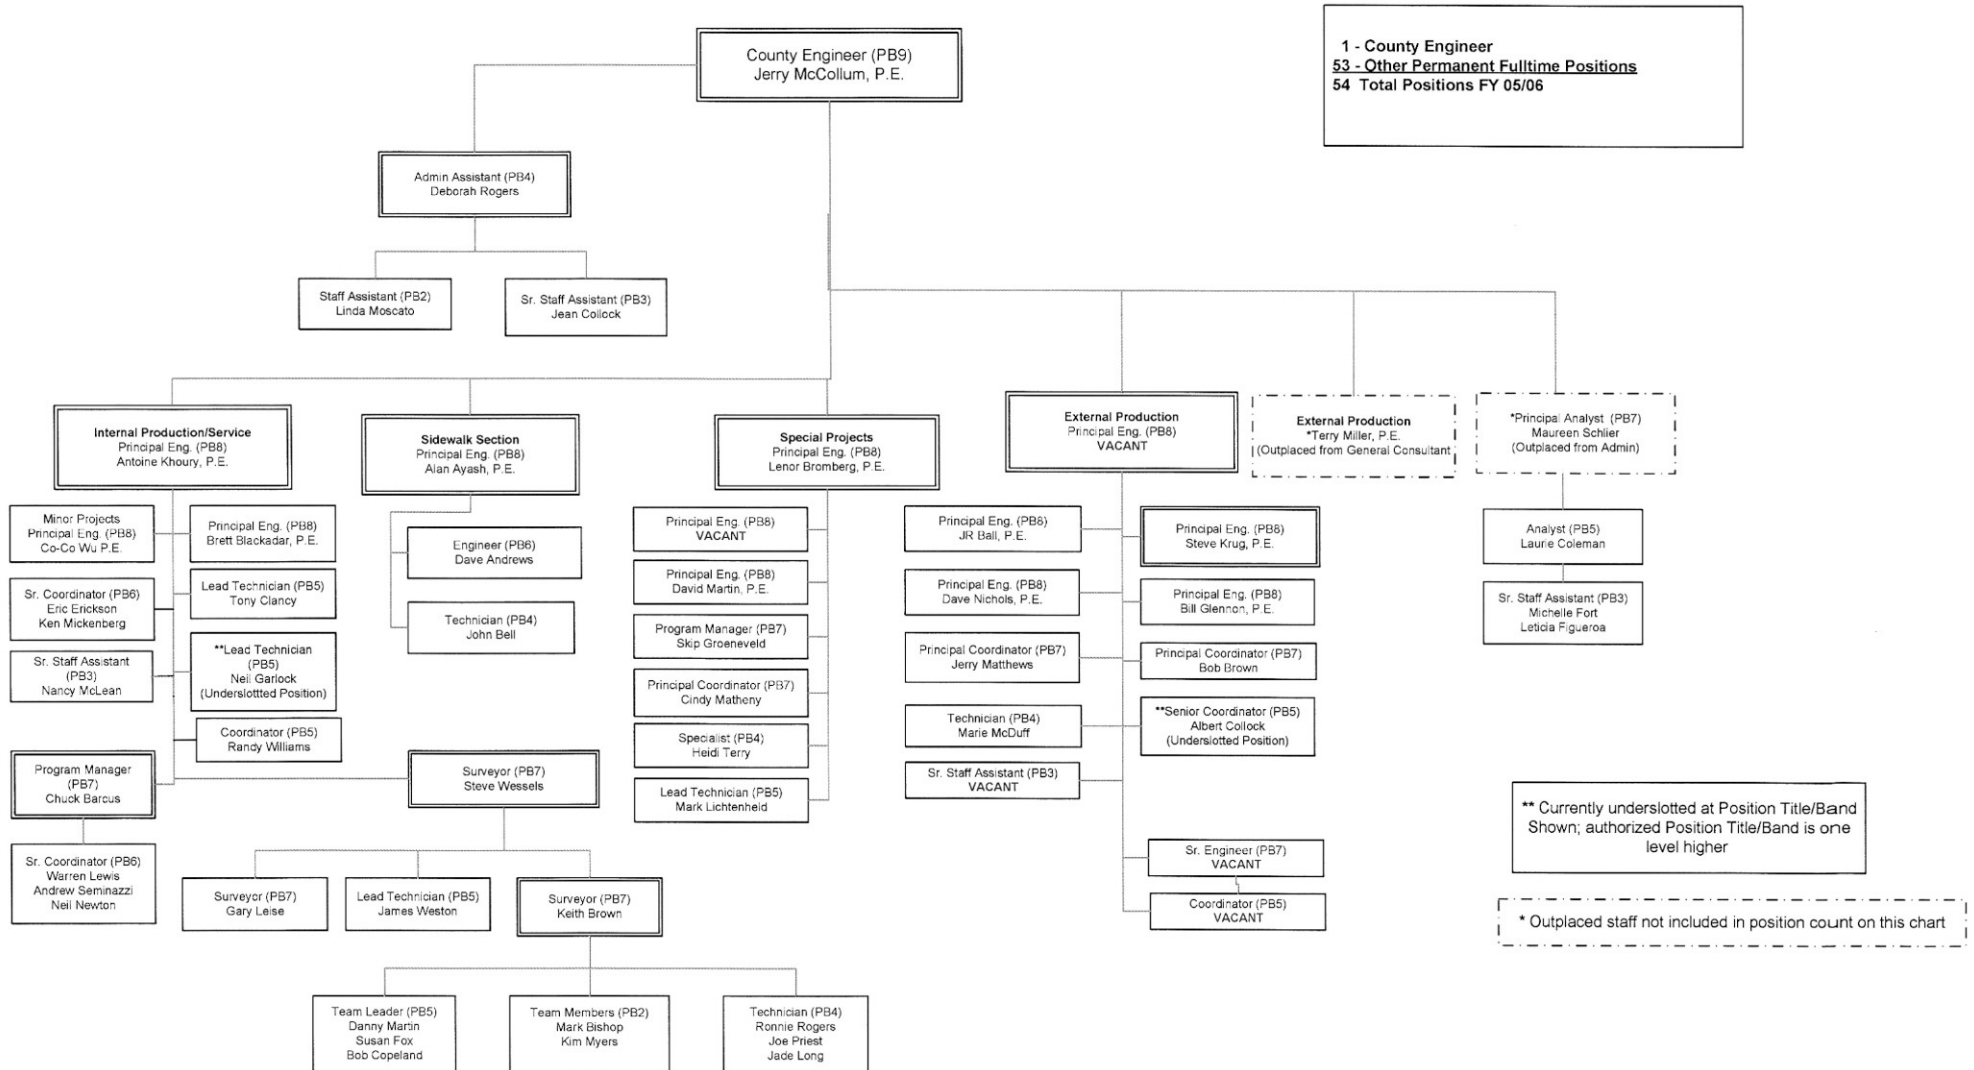 County Engineer (PB9)
Jerry McCollum, P.E.
1 - County Engineer
53 - Other Permanent Fulltime Positions
54 Total Positions FY 05/06
Admin Assistant (PB4)
Deborah Rogers
Staff Assistant (PB2)
Linda Moscato
Sr. Staff Assistant (PB3)
Jean Collock
Internal Production/Service
Principal Eng. (PB8)
Antoine Khoury, P.E.
Sidewalk Section
Principal Eng. (PB8)
Alan Ayash, P.E.
Special Projects
Principal Eng. (PB8)
Lenor Bromberg, P.E.
External Production
Principal Eng. (PB8)
VACANT
External Production
*Terry Miller, P.E.
(Outplaced from General Consultant
*Principal Analyst (PB7)
Maureen Schlier
(Outplaced from Admin)
Minor Projects
Principal Eng. (PB8)
Co-Co Wu P.E.
Principal Eng. (PB8)
Brett Blackadar, P.E.
Sr. Coordinator (PB6)
Eric Erickson
Ken Mickenberg
Lead Technician (PB5)
Tony Clancy
Sr. Staff Assistant
(PB3)
Nancy McLean
**Lead Technician
(PB5)
Neil Garlock
(Underslottted Position)
Coordinator (PB5)
Randy Williams
Program Manager
(PB7)
Chuck Barcus
Sr. Coordinator (PB6)
Warren Lewis
Andrew Seminazzi
Neil Newton
Surveyor (PB7)
Steve Wessels
Surveyor (PB7)
Gary Leise
Lead Technician (PB5)
James Weston
Surveyor (PB7)
Keith Brown
Team Leader (PB5)
Danny Martin
Susan Fox
Bob Copeland
Team Members (PB2)
Mark Bishop
Kim Myers
Technician (PB4)
Ronnie Rogers
Joe Priest
Jade Long
Engineer (PB6)
Dave Andrews
Technician (PB4)
John Bell
Principal Eng. (PB8)
VACANT
Principal Eng. (PB8)
David Martin, P.E.
Program Manager (PB7)
Skip Groeneveld
Principal Coordinator (PB7)
Cindy Matheny
Specialist (PB4)
Heidi Terry
Lead Technician (PB5)
Mark Lichtenheld
Principal Eng. (PB8)
JR Ball, P.E.
Principal Eng. (PB8)
Steve Krug, P.E.
Principal Eng. (PB8)
Dave Nichols, P.E.
Principal Eng. (PB8)
Bill Glennon, P.E.
Principal Coordinator (PB7)
Jerry Matthews
Principal Coordinator (PB7)
Bob Brown
Technician (PB4)
Marie McDuff
**Senior Coordinator (PB5)
Albert Collock
(Underslotted Position)
Sr. Staff Assistant (PB3)
VACANT
Sr. Engineer (PB7)
VACANT
Coordinator (PB5)
VACANT
Analyst (PB5)
Laurie Coleman
Sr. Staff Assistant (PB3)
Michelle Fort
Leticia Figueroa
** Currently underslotted at Position Title/Band
Shown; authorized Position Title/Band is one
level higher
* Outplaced staff not included in position count on this chart